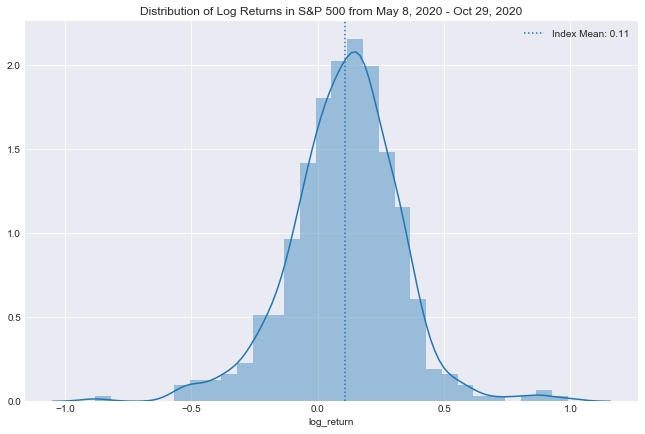 Distribution of Log Returns in S&P 500 from May 8, 2020 - Oct 29, 2020
Index Mean: 0.11
2.0
1.5
1.0
0.5
0.0
−1.0 −0.5 0.0 0.5 1.0
log_return